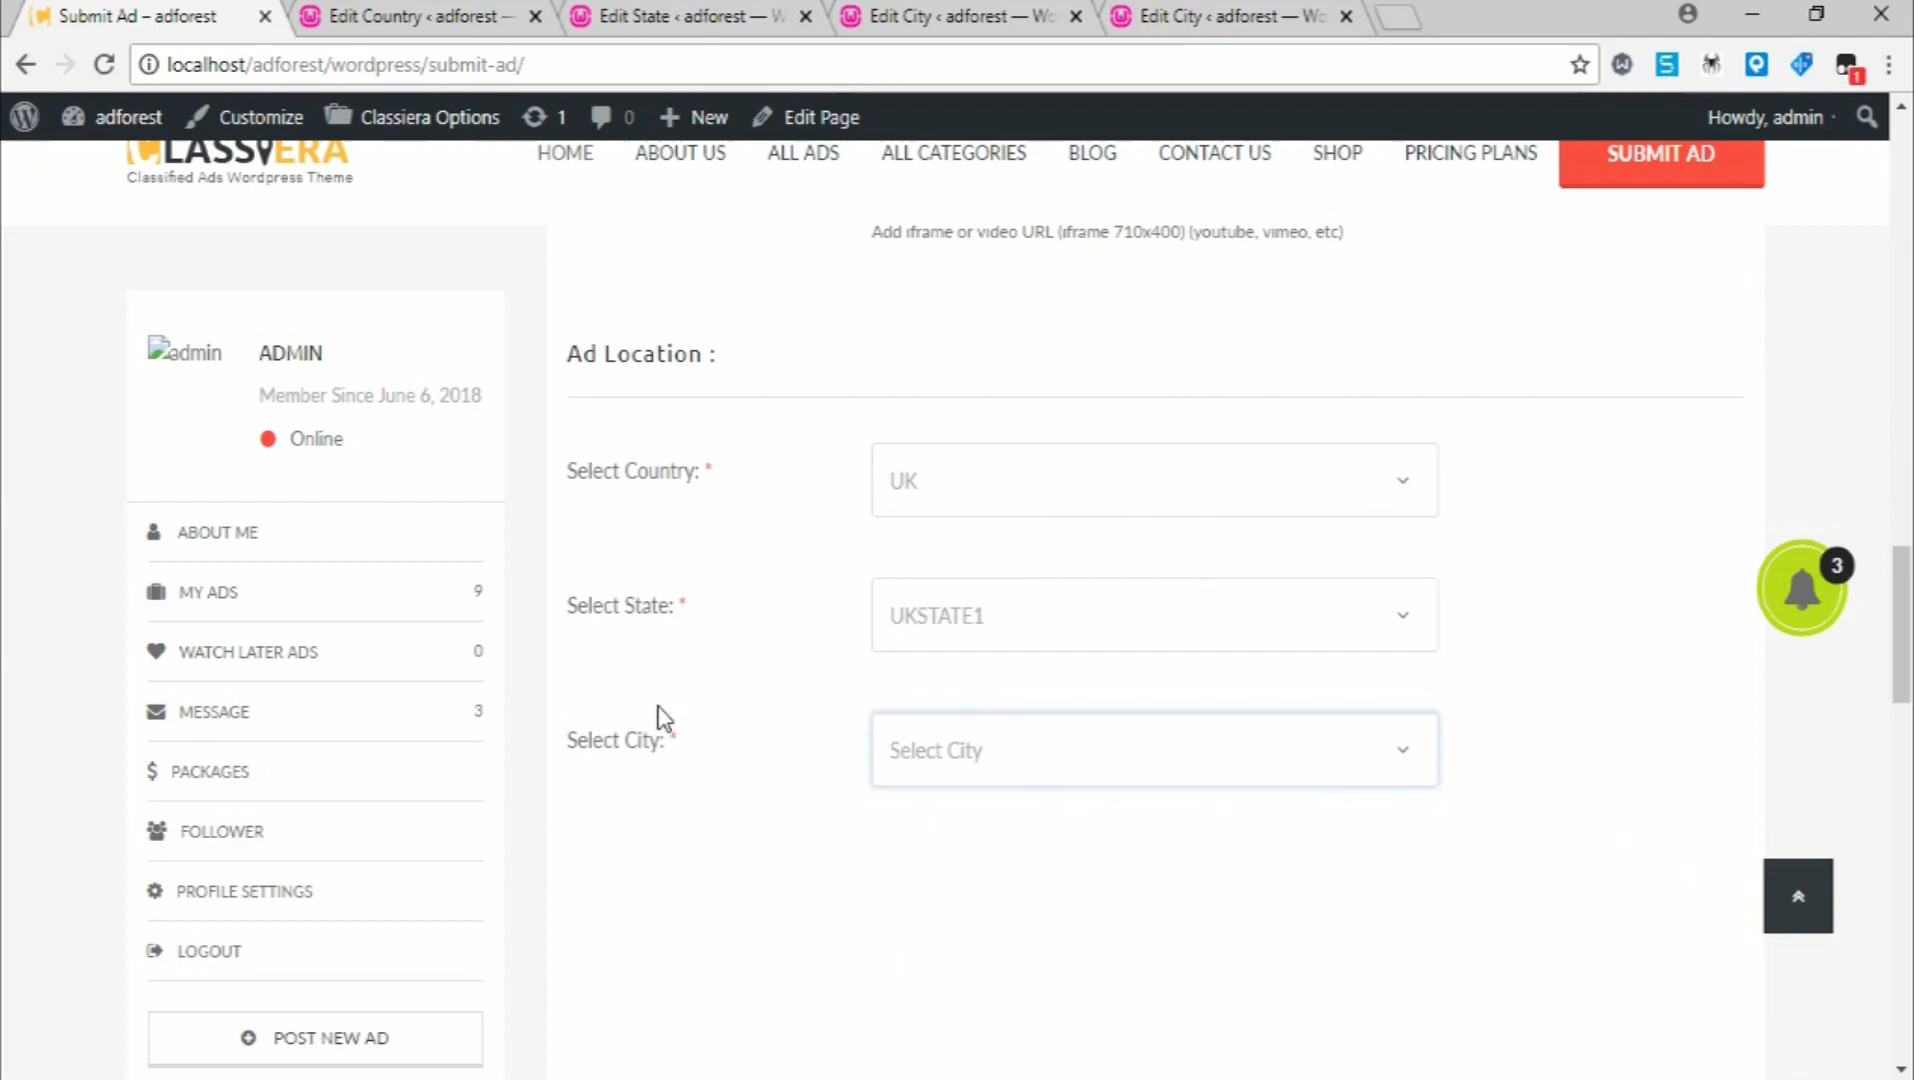 Submit Ad – adforest
Edit Country ‹ adforest —
Edit State ‹ adforest — W
Edit City ‹ adforest — Wo
Edit City ‹ adforest — Wo
localhost/adforest/wordpress/submit-ad/
1
adforest
Customize
Classiera Options
1
0
New
Edit Page
Howdy, admin
CLASSYERA
Classified Ads Wordpress Theme
HOME
ABOUT US
ALL ADS
ALL CATEGORIES
BLOG
CONTACT US
SHOP
PRICING PLANS
SUBMIT AD
Add iframe or video URL (iframe 710x400) (youtube, vimeo, etc)
admin
ADMIN
Member Since June 6, 2018
Online
Ad Location :
Select Country: *
UK
Select State: *
UKSTATE1
Select City: *
Select City
3
ABOUT ME
MY ADS 9
WATCH LATER ADS 0
MESSAGE 3
$ PACKAGES
FOLLOWER
PROFILE SETTINGS
LOGOUT
POST NEW AD